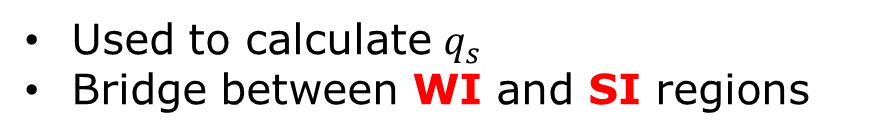 • Used to calculate qₛ
• Bridge between WI and SI regions